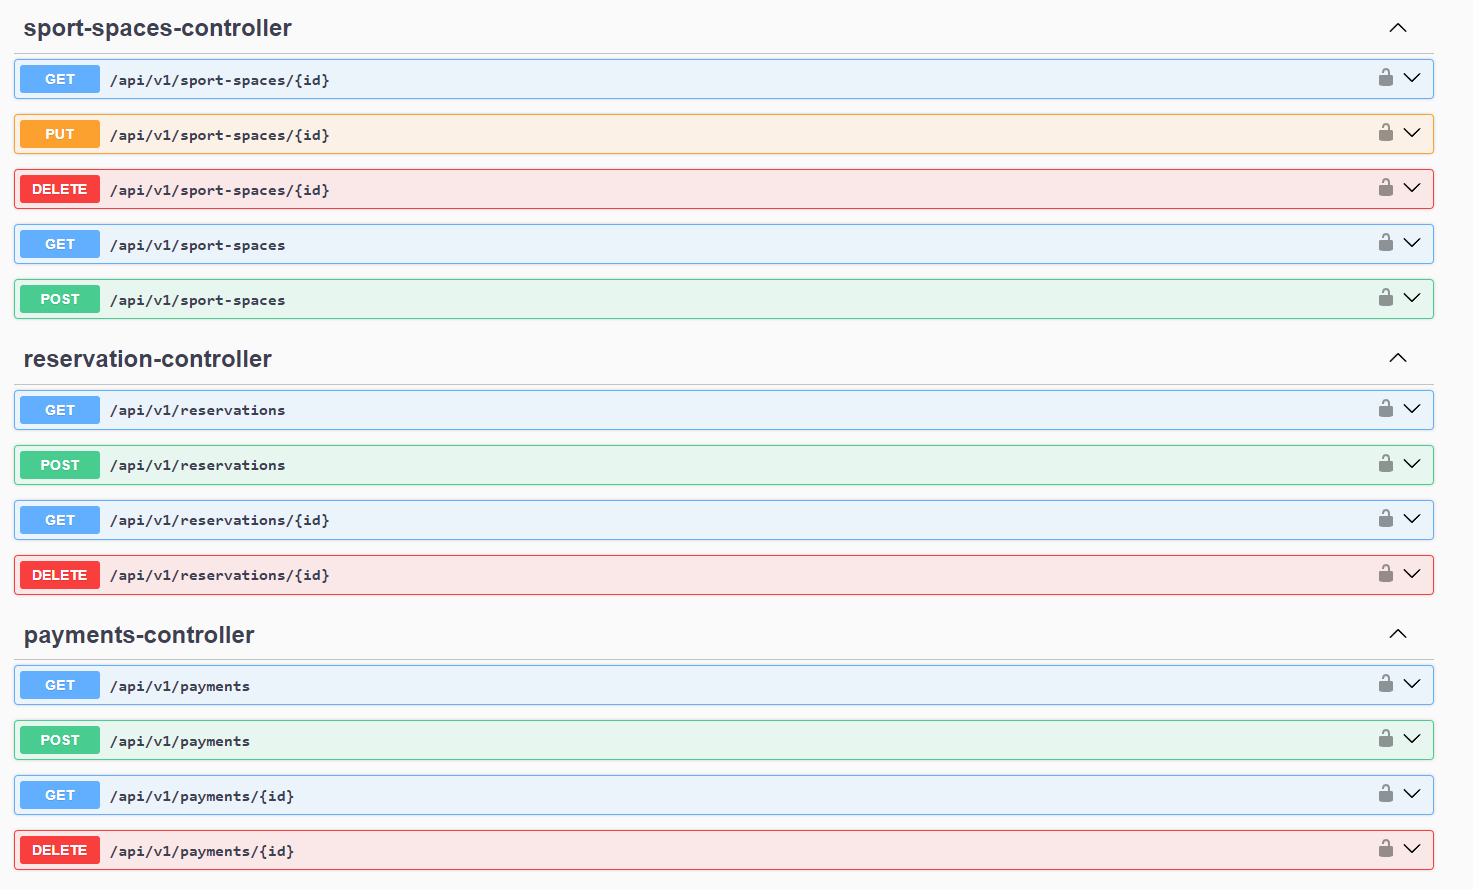 sport-spaces-controller
GET /api/v1/sport-spaces/{id}
PUT /api/v1/sport-spaces/{id}
DELETE /api/v1/sport-spaces/{id}
GET /api/v1/sport-spaces
POST /api/v1/sport-spaces
reservation-controller
GET /api/v1/reservations
POST /api/v1/reservations
GET /api/v1/reservations/{id}
DELETE /api/v1/reservations/{id}
payments-controller
GET /api/v1/payments
POST /api/v1/payments
GET /api/v1/payments/{id}
DELETE /api/v1/payments/{id}